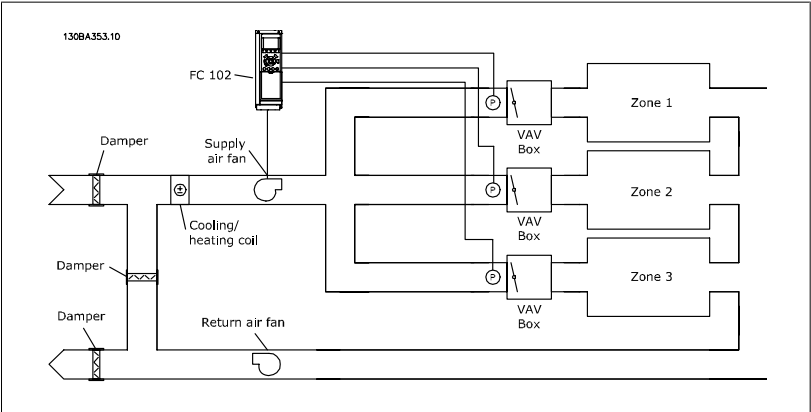 130BA353.10
FC 102
Supply
air fan
Damper
Cooling/
heating coil
Damper
Damper
Return air fan
P
VAV
Box
Zone 1
P
VAV
Box
Zone 2
P
VAV
Box
Zone 3